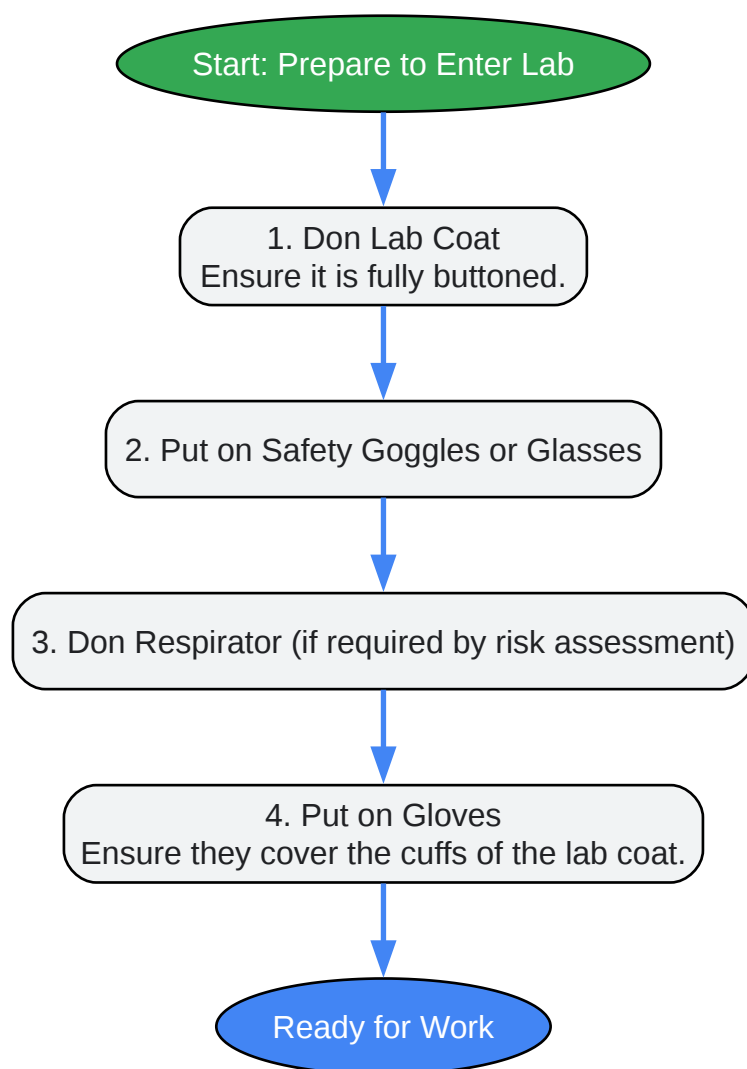 Start: Prepare to Enter Lab
1. Don Lab Coat
Ensure it is fully buttoned.
2. Put on Safety Goggles or Glasses
3. Don Respirator (if required by risk assessment)
4. Put on Gloves
Ensure they cover the cuffs of the lab coat.
Ready for Work